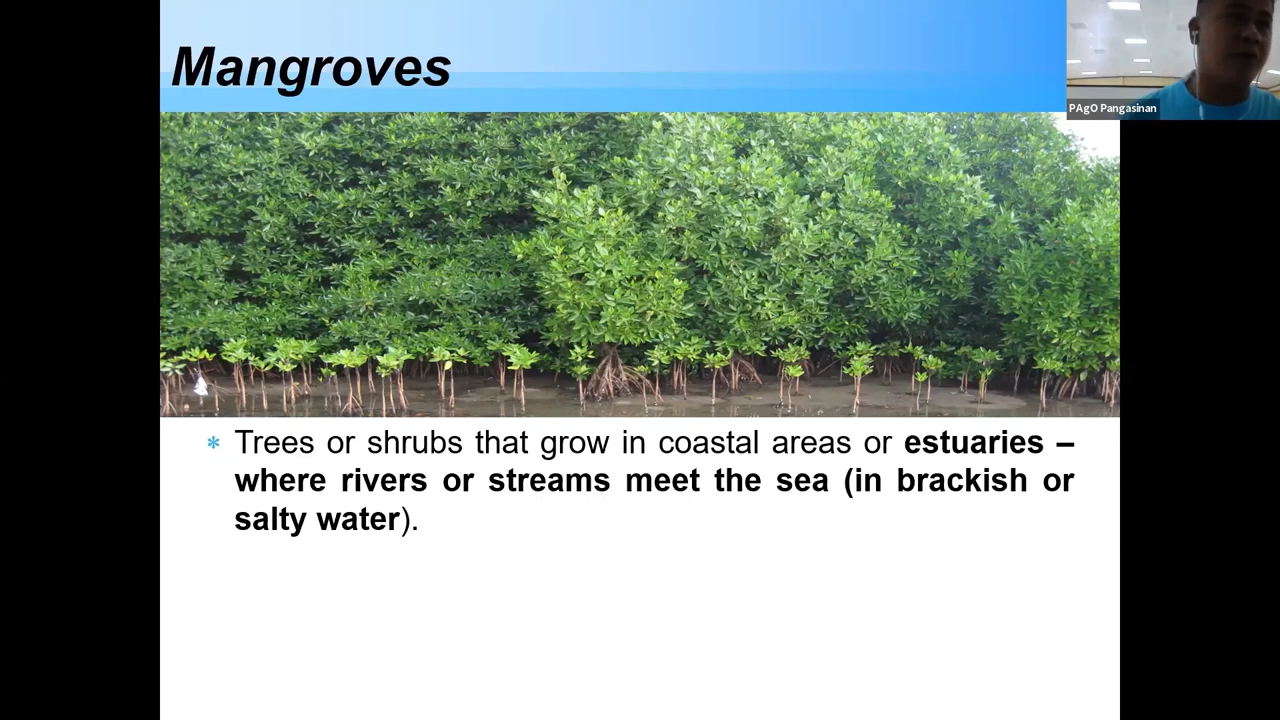 Mangroves
PAgO Pangasinan
* Trees or shrubs that grow in coastal areas or estuaries –
where rivers or streams meet the sea (in brackish or
salty water).